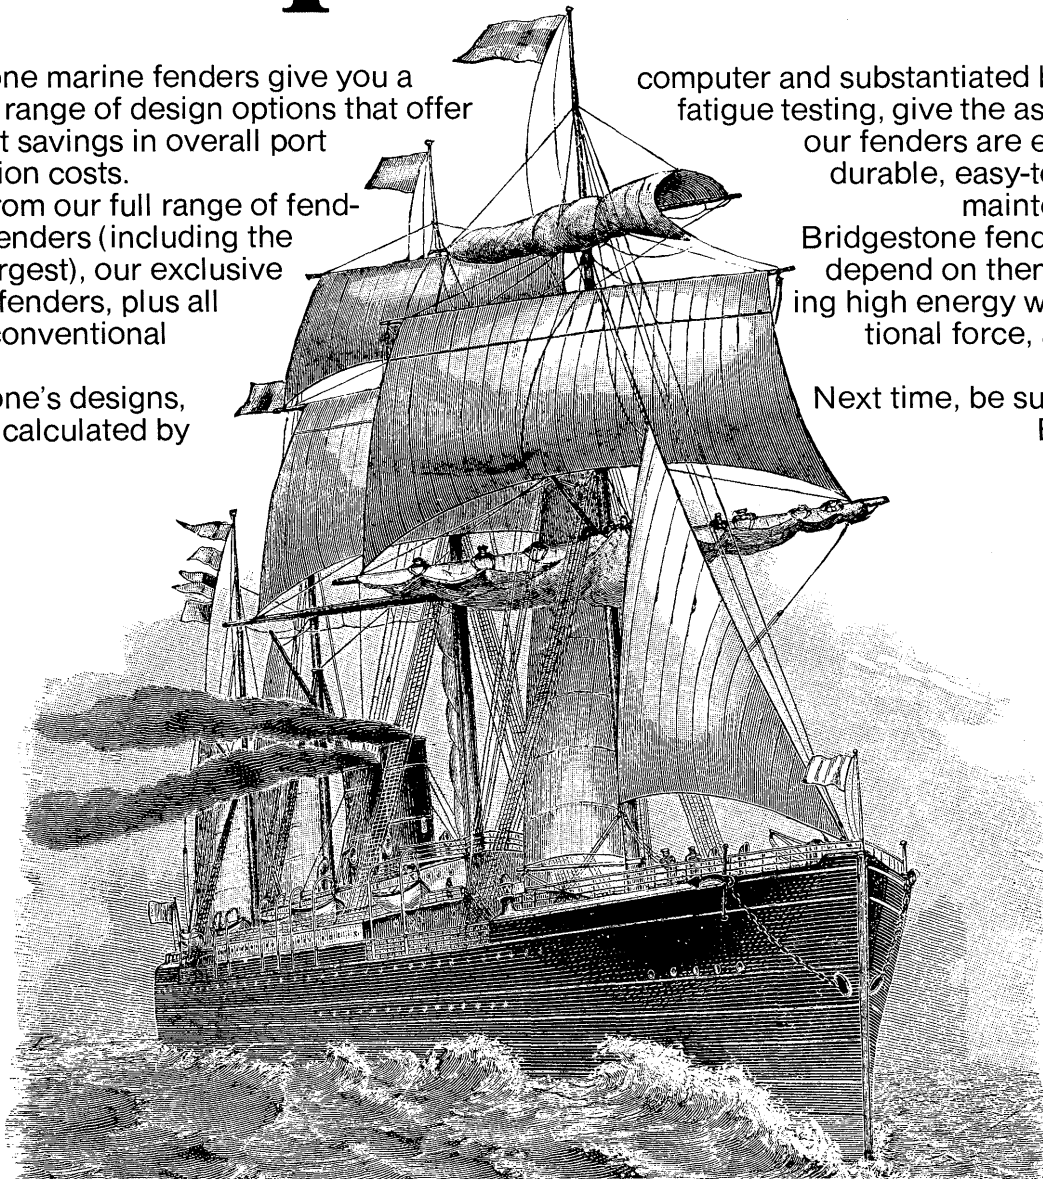 one marine fenders give you a
range of design options that offer
t savings in overall port
ion costs.
rom our full range of fend-
enders (including the
rgest), our exclusive
fenders, plus all
conventional
one's designs,
calculated by
computer and substantiated b
fatigue testing, give the as
our fenders are e
durable, easy-to
mainte
Bridgestone fend
depend on them
ing high energy w
tional force,
Next time, be su